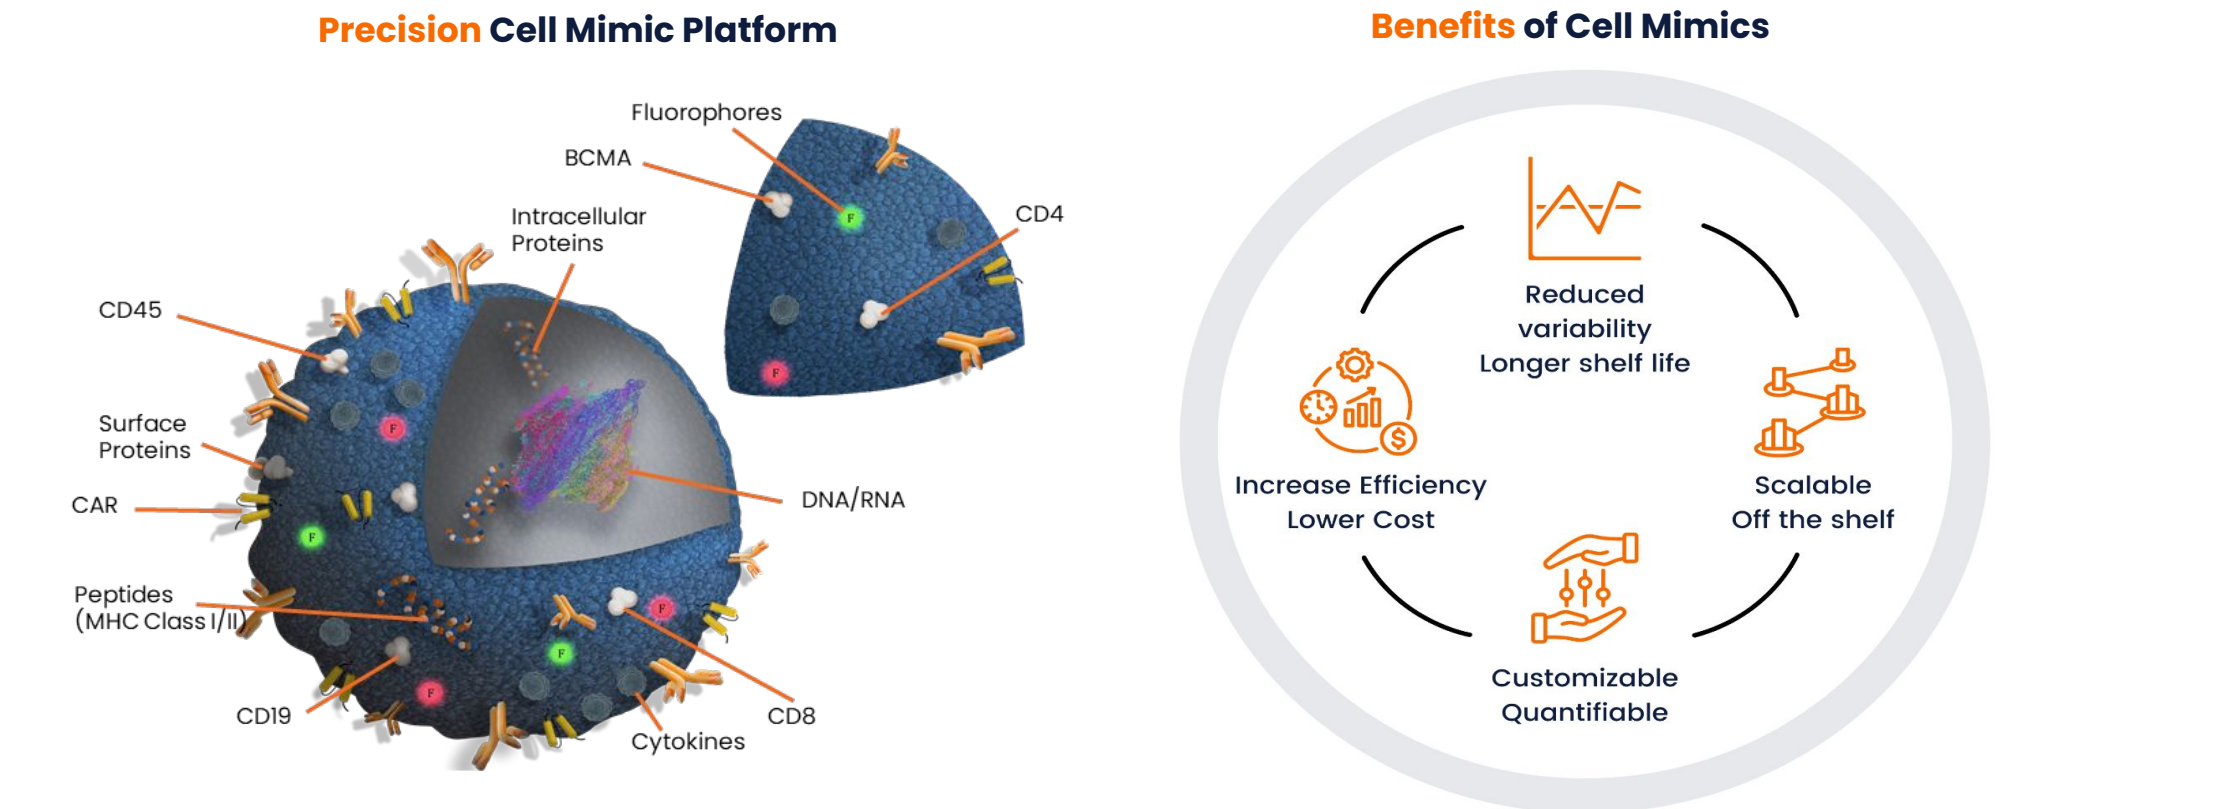 Precision Cell Mimic Platform
Fluorophores
BCMA
CD4
Intracellular
Proteins
CD45
Surface
Proteins
CAR
DNA/RNA
Peptides
(MHC Class I/II)
CD19
CD8
Cytokines
F
F
F
F
F
F
F
Benefits of Cell Mimics
Reduced
variability
Longer shelf life
Increase Efficiency
Lower Cost
$
Scalable
Off the shelf
Customizable
Quantifiable